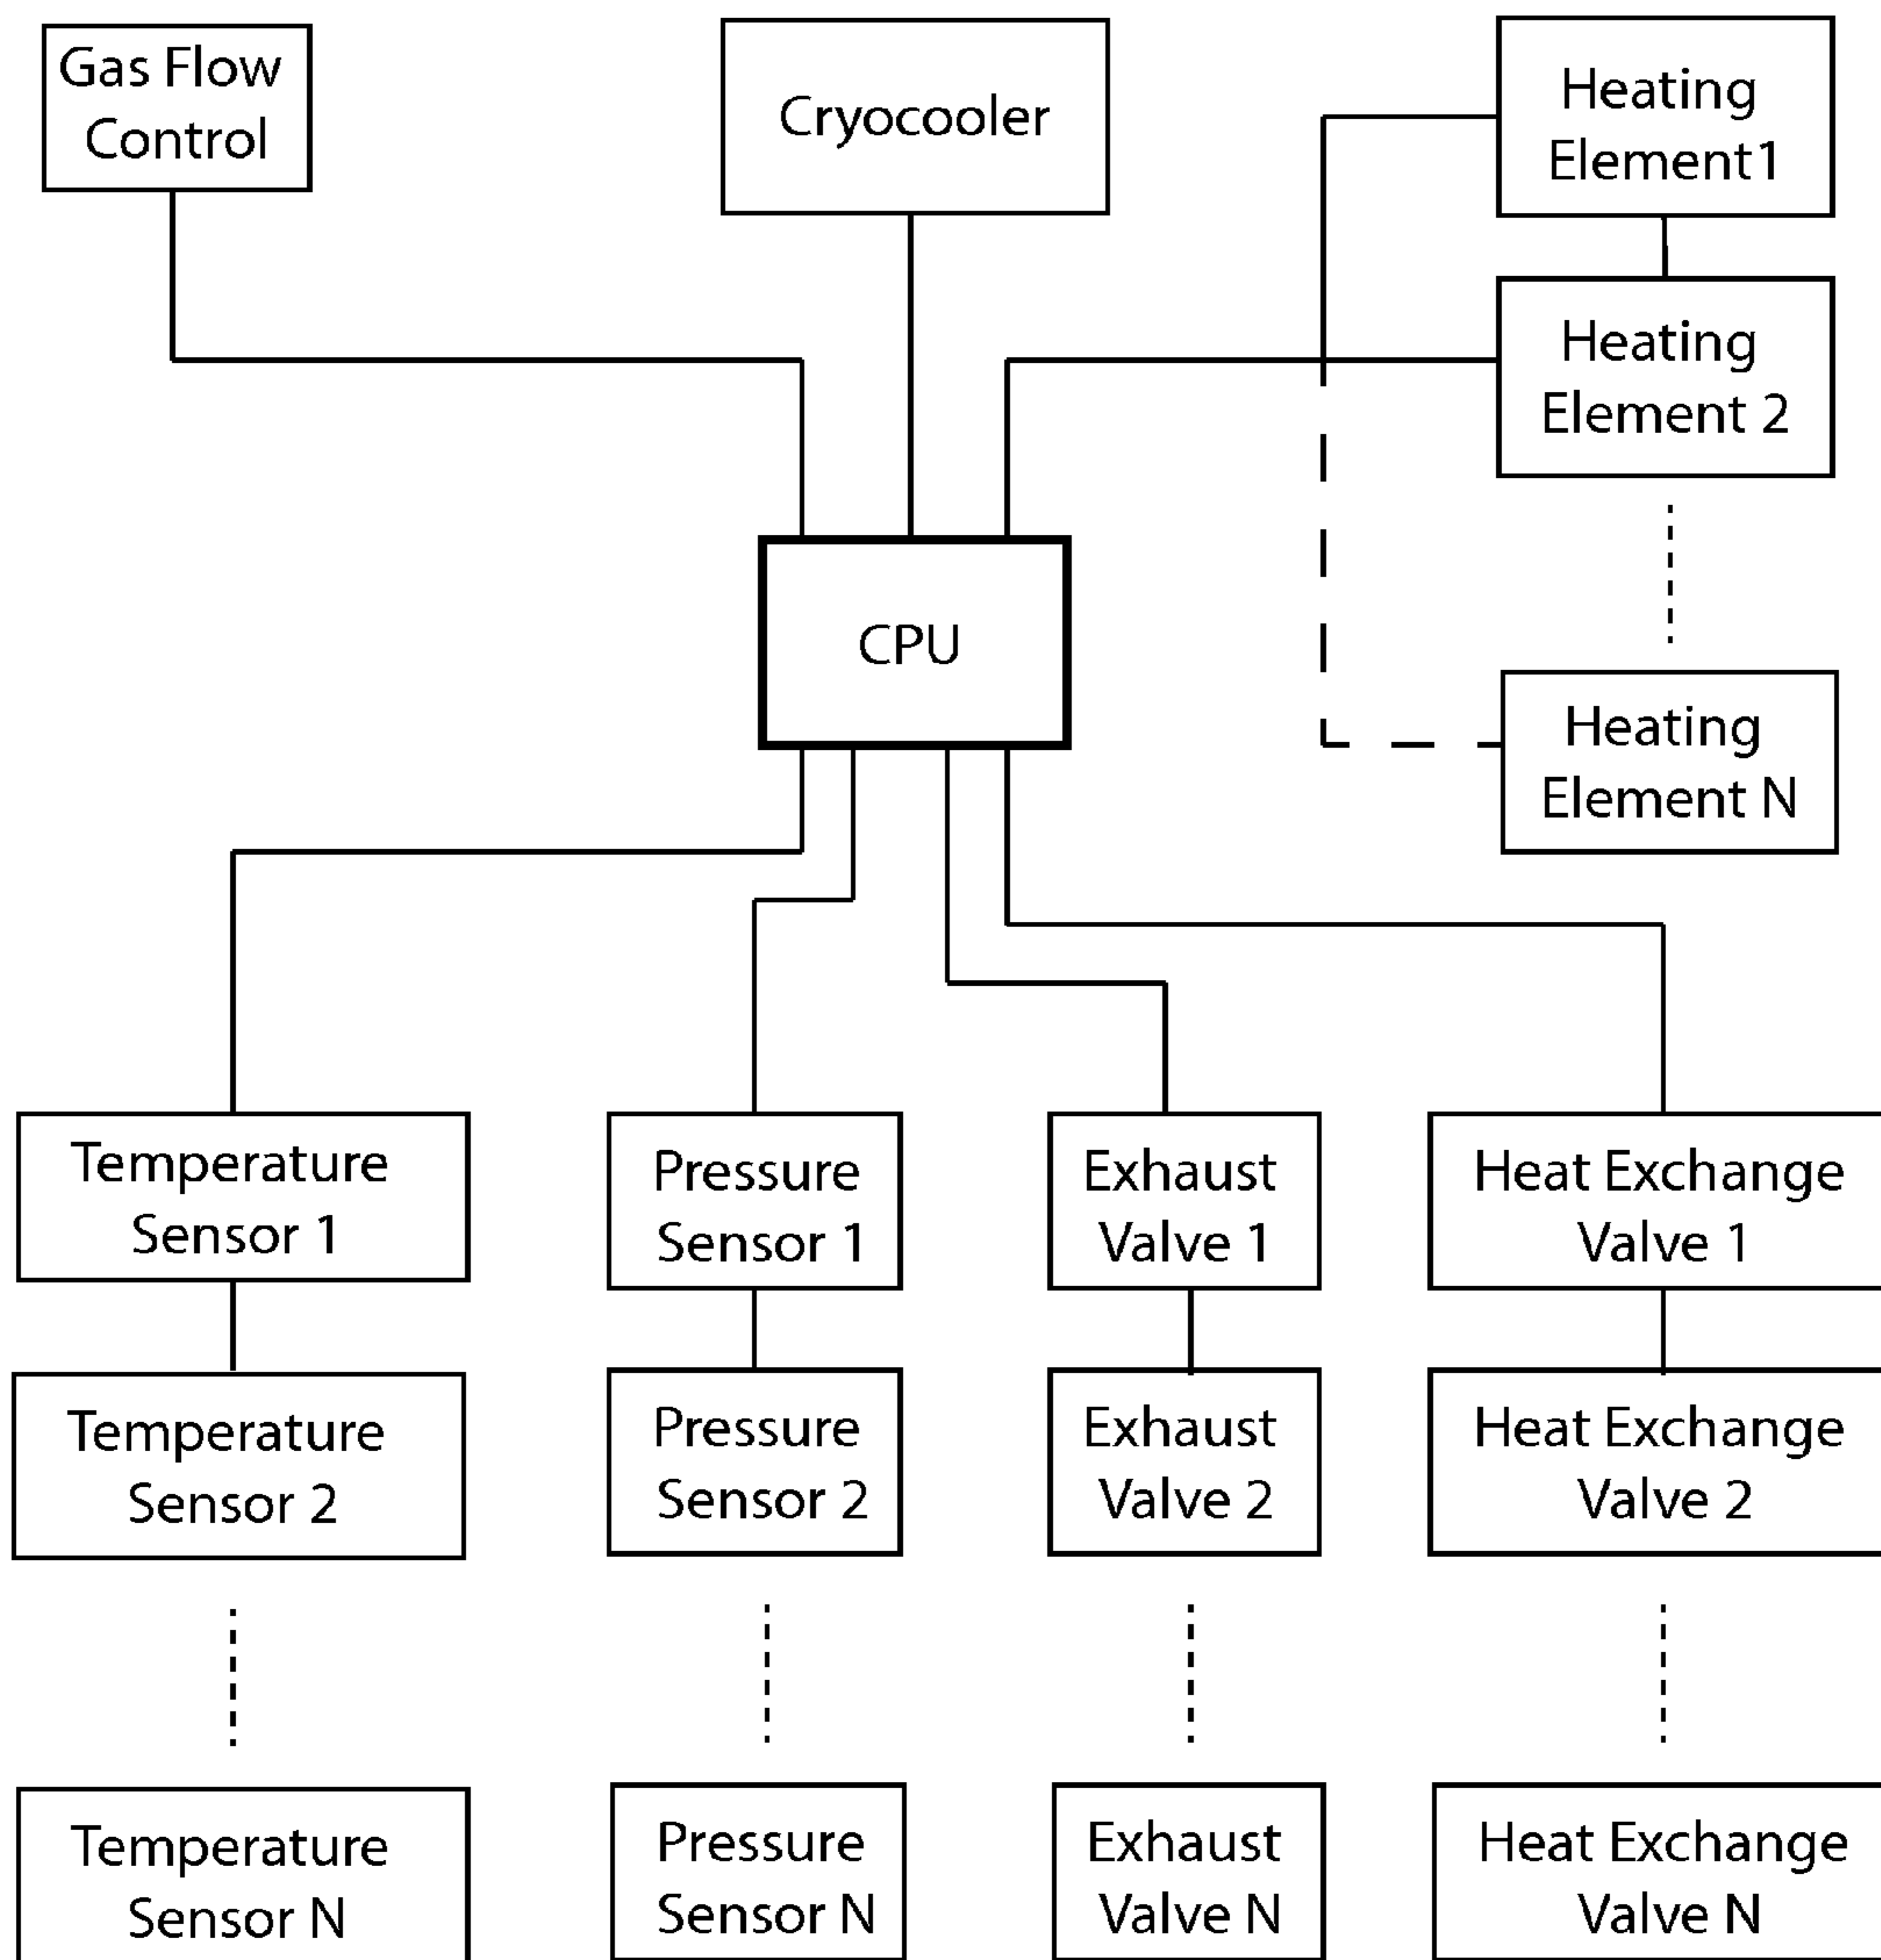 Gas Flow
Control
Cryocooler
Heating
Element1
Heating
Element 2
CPU
Heating
Element N
Temperature
Sensor 1
Pressure
Sensor 1
Exhaust
Valve 1
Heat Exchange
Valve 1
Temperature
Sensor 2
Pressure
Sensor 2
Exhaust
Valve 2
Heat Exchange
Valve 2
Temperature
Sensor N
Pressure
Sensor N
Exhaust
Valve N
Heat Exchange
Valve N